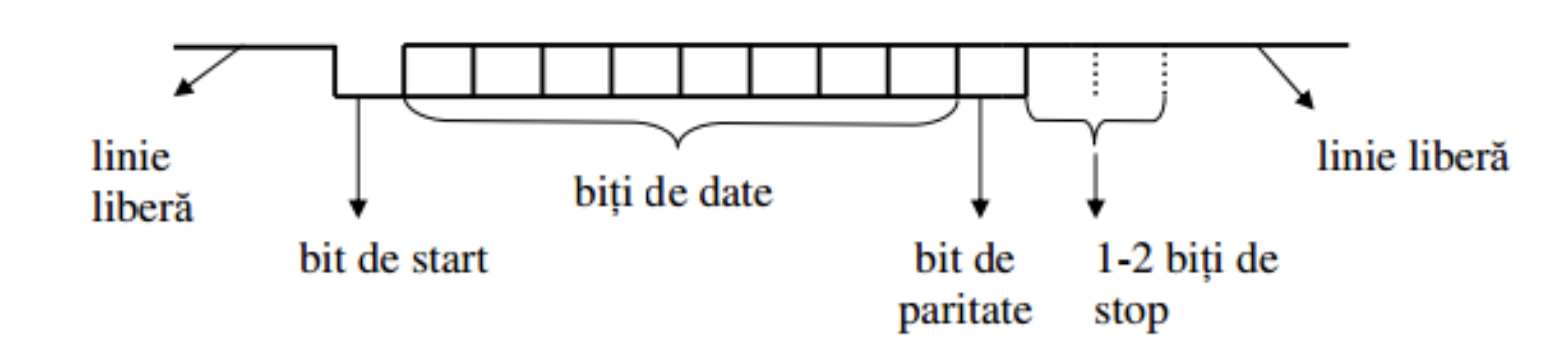 linie
liberă
bit de start
biți de date
bit de
paritate
1-2 biți de
stop
linie liberă